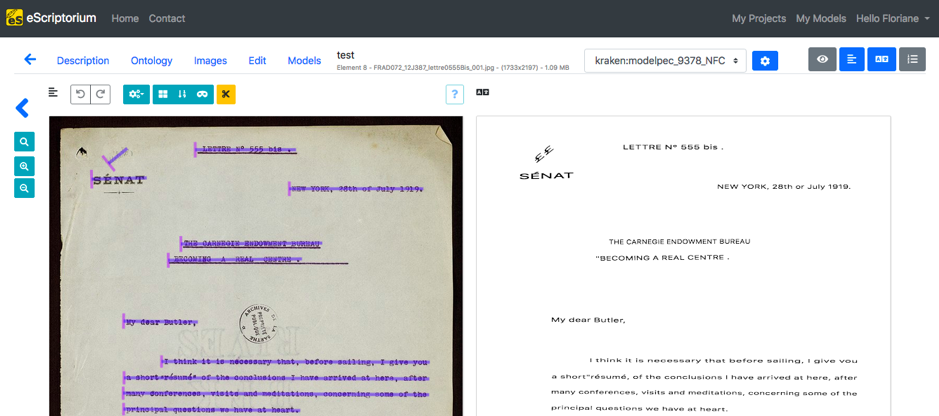 eScriptorium Home Contact My Projects My Models Hello Floriane
Description Ontology Images Edit Models test
Element 8 - FRAD072_12J387_lettre0555Bis_001.jpg - (1733x2197) - 1.09 MB
kraken:modelpec_9378_NFC
?
LETTRE N° 555 bis .
SÉNAT
NEW YORK, 28th of July 1919.
THE CARNEGIE ENDOWMENT BUREAU
BECOMING A REAL CENTRE .
My dear Butler,
ARCHIVES
PROPRIÉTÉ
PUBLIQUE
SARTHE
I think it is necessary that, before sailing, I give you
a short résumé of the conclusions I have arrived at here, after
many conferences, visits and meditations, concerning some of the
principal questions we have at heart.
LETTRE N° 555 bis .
££
SÉNAT
NEW YORK, 28th or July 1919.
THE CARNEGIE ENDOWMENT BUREAU
"BECOMING A REAL CENTRE .
My dear Butler,
I think it is necessary that before sailing, I give you
a short"résumé, of the conclusions I have arrived at here, after
many conferences, visits and meditations, concerning some of the
principal questions we have at heart.